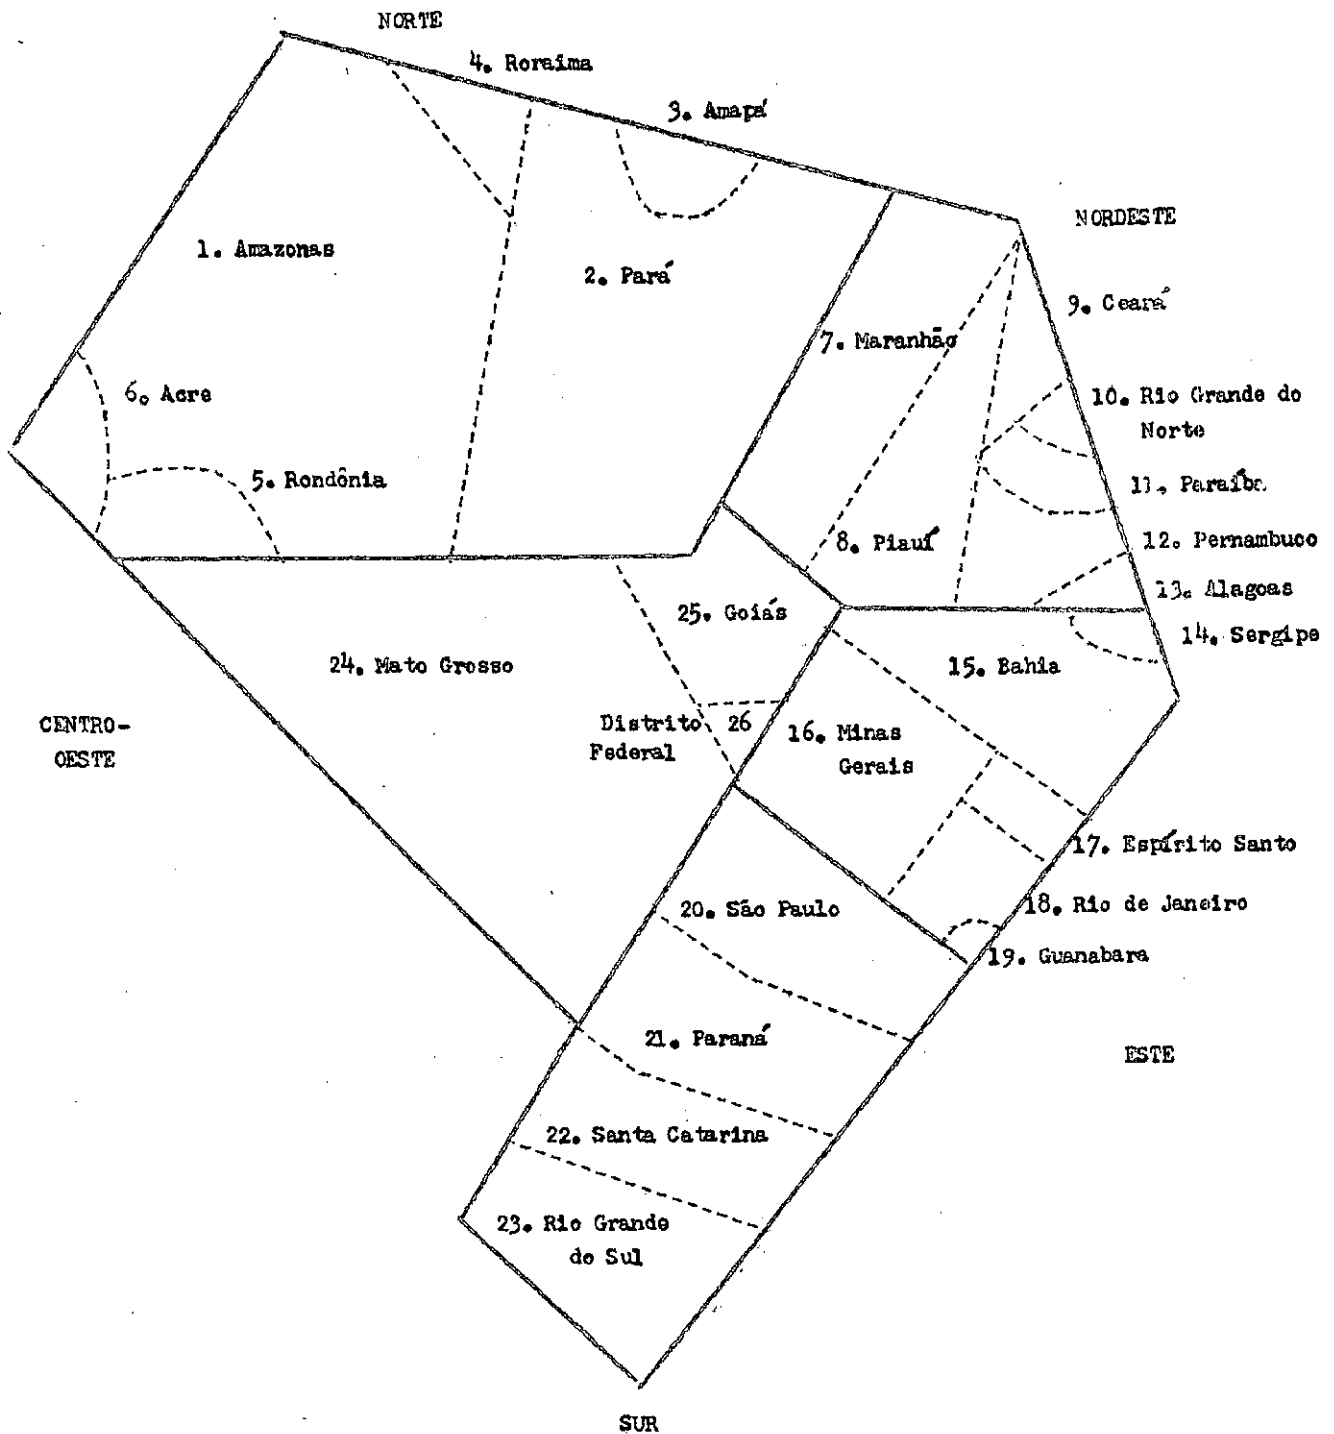 NORTE
4. Roraima
3. Amapá
NORDESTE
1. Amazonas
2. Pará
9. Ceará
7. Maranhão
6. Acre
10. Rio Grande do
Norte
5. Rondônia
11. Paraíba
8. Piauí
12. Pernambuco
13. Alagoas
25. Goiás
14. Sergipe
24. Mato Grosso
15. Bahia
CENTRO-
OESTE
Distrito
Federal
26
16. Minas
Gerais
17. Espírito Santo
20. São Paulo
18. Rio de Janeiro
19. Guanabara
21. Paraná
ESTE
22. Santa Catarina
23. Rio Grande
do Sul
SUR